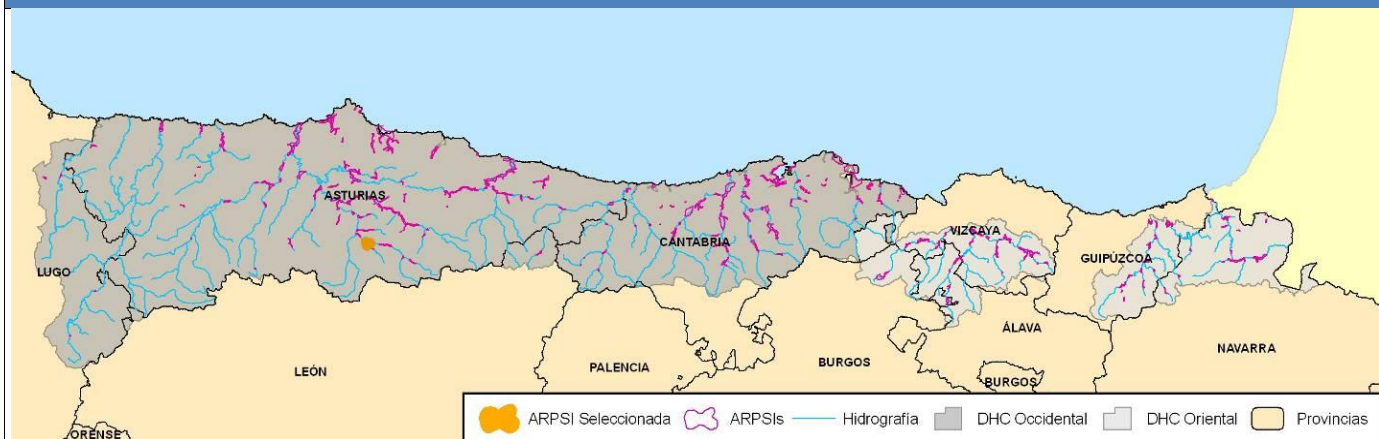 ASTURIAS
VIZCAYA
CANTABRIA
GUIPÚZCOA
LUGO
ÁLAVA
NAVARRA
LEÓN
PALENCIA
BURGOS
BURGOS
ORENSE
ARPSI Seleccionada ARPSIs Hidrografía DHC Occidental DHC Oriental Provincias